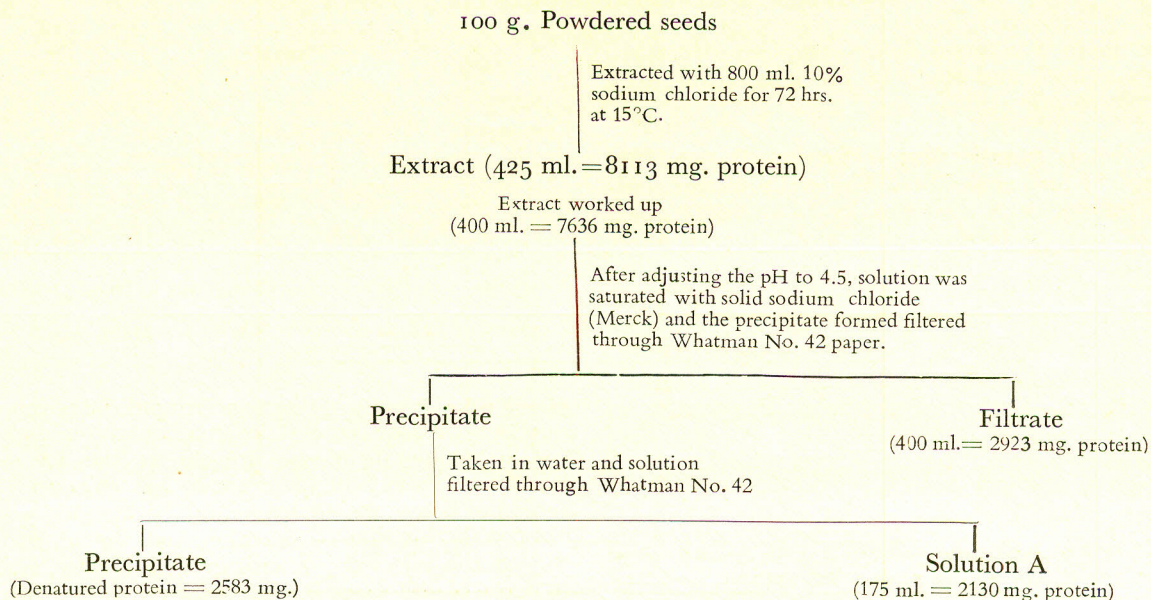 100 g. Powdered seeds
Extracted with 800 ml. 10%
sodium chloride for 72 hrs.
at 15°C.
Extract (425 ml.=8113 mg. protein)
Extract worked up
(400 ml. = 7636 mg. protein)
After adjusting the pH to 4.5, solution was
saturated with solid sodium chloride
(Merck) and the precipitate formed filtered
through Whatman No. 42 paper.
Precipitate
Filtrate
(400 ml.= 2923 mg. protein)
Taken in water and solution
filtered through Whatman No. 42
Precipitate
(Denatured protein = 2583 mg.)
Solution A
(175 ml. = 2130 mg. protein)